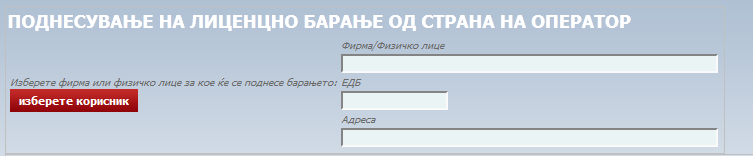 ПОДНЕСУВАЊЕ НА ЛИЦЕНЦНО БАРАЊЕ ОД СТРАНА НА ОПЕРАТОР
Фирма/Физичко лице
Изберете фирма или физичко лице за кое ќе се поднесе барањето:
ЕДБ
изберете корисник
Адреса